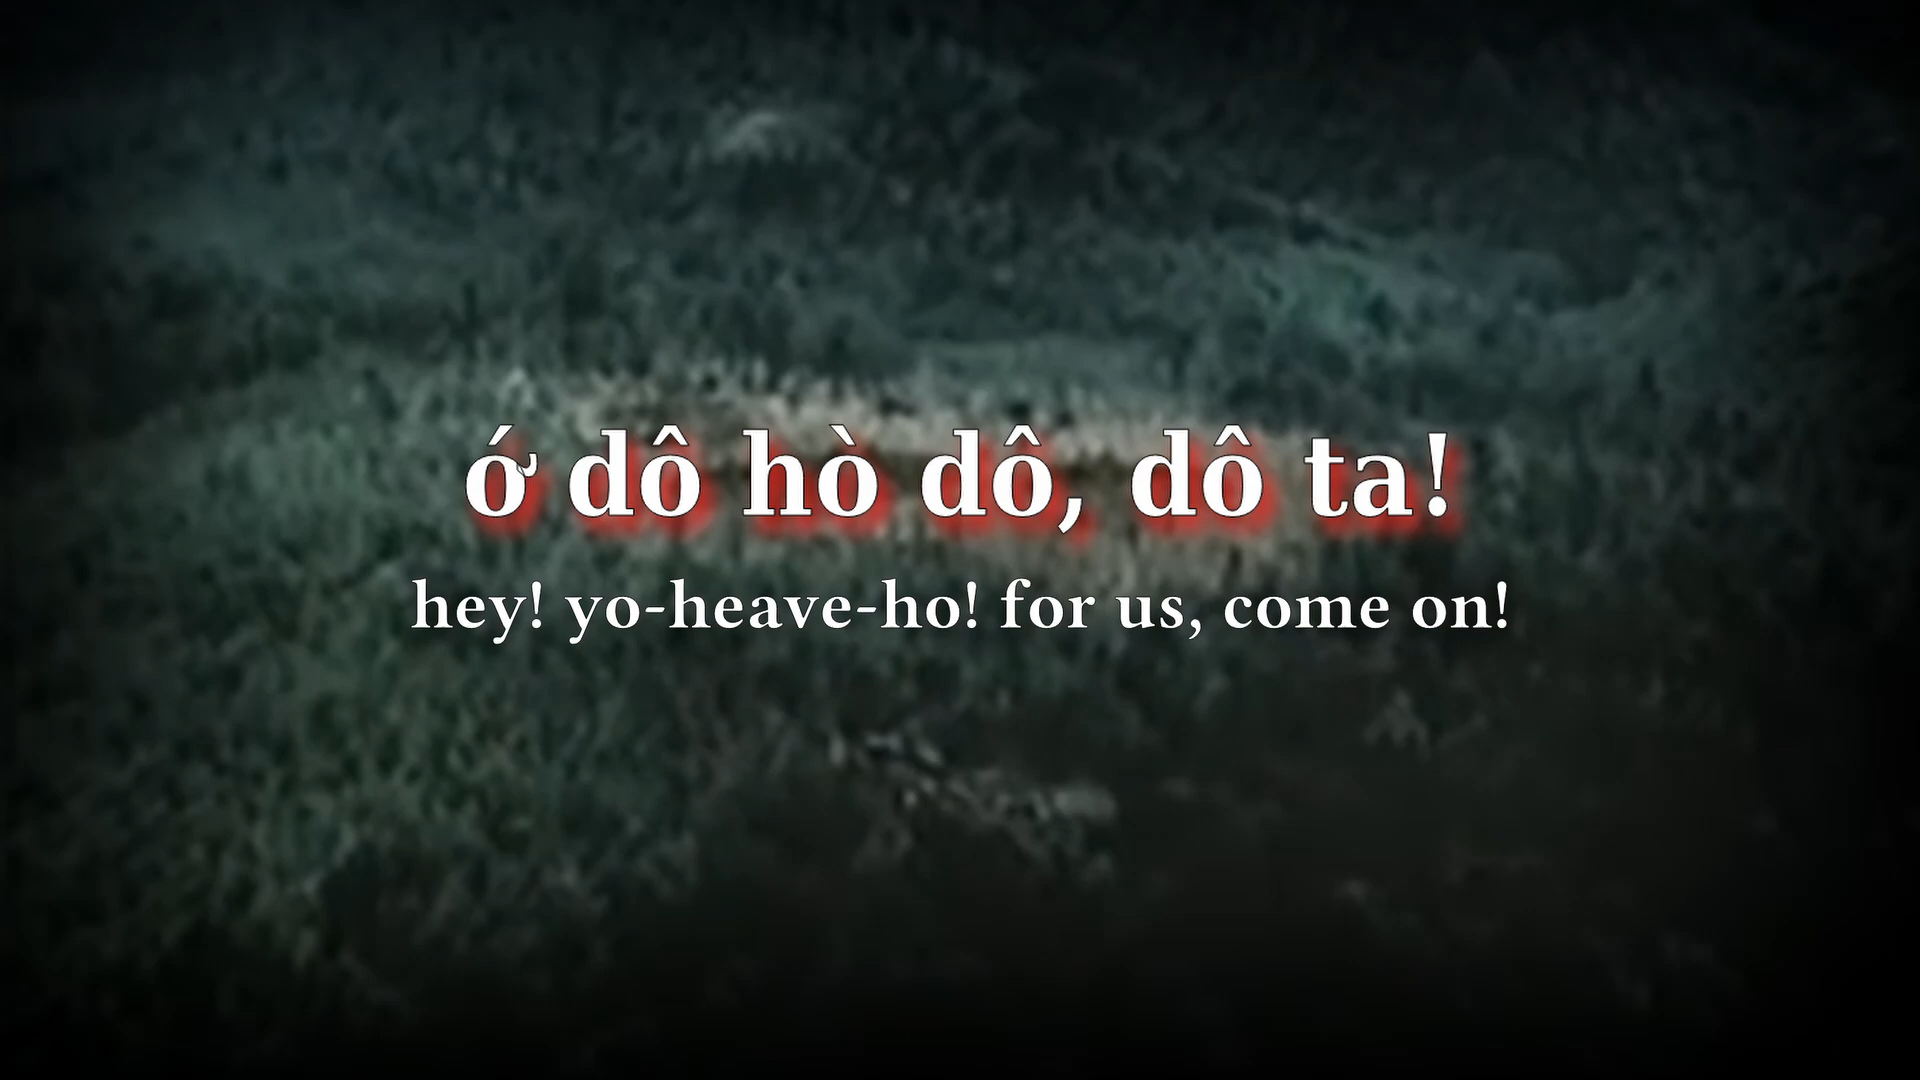 ớ dô hò dô, dô ta!
hey! yo-heave-ho! for us, come on!